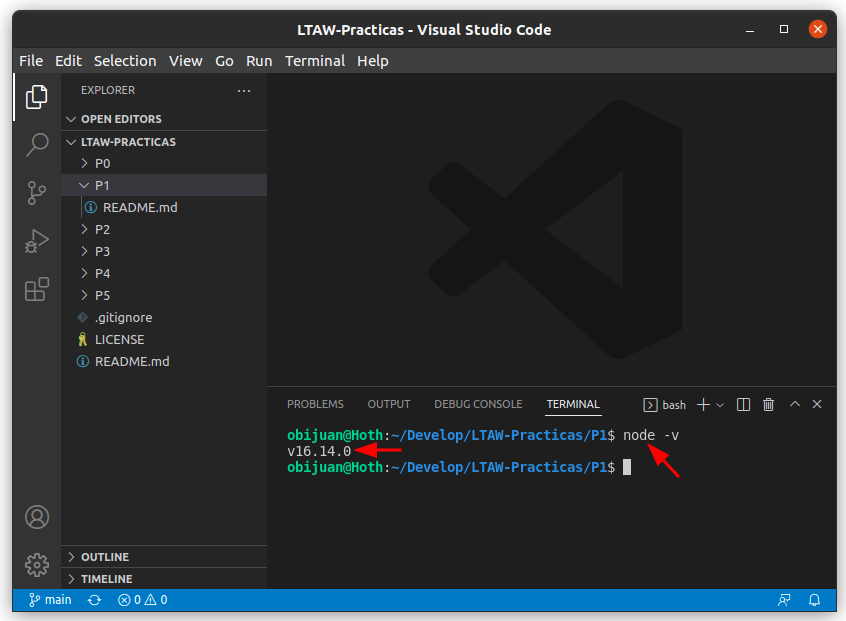 LTAW-Practicas - Visual Studio Code
File Edit Selection View Go Run Terminal Help
EXPLORER ···
OPEN EDITORS
LTAW-PRACTICAS
P0
P1
README.md
P2
P3
P4
P5
.gitignore
LICENSE
README.md
OUTLINE
TIMELINE
PROBLEMS OUTPUT DEBUG CONSOLE TERMINAL bash
obijuan@Hoth:~/Develop/LTAW-Practicas/P1$ node -v
v16.14.0
obijuan@Hoth:~/Develop/LTAW-Practicas/P1$
main 0 0